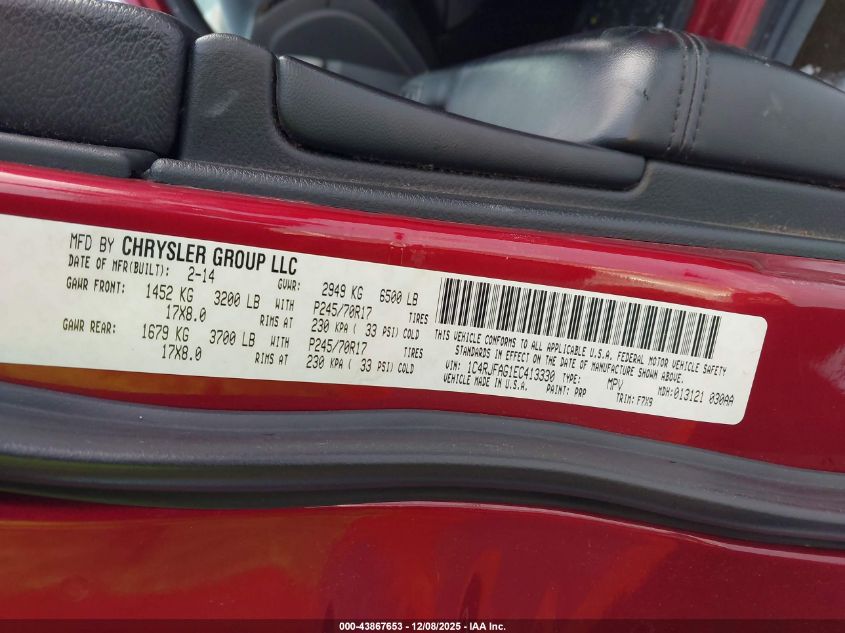 MFD BY CHRYSLER GROUP LLC
DATE OF MFR(BUILT): 2-14 GVWR: 2949 KG 6500 LB
GAWR FRONT: 1452 KG 3200 LB WITH P245/70R17 TIRES
17X8.0 RIMS AT 230 KPA ( 33 PSI) COLD
GAWR REAR: 1679 KG 3700 LB WITH P245/70R17 TIRES
17X8.0 RIMS AT 230 KPA ( 33 PSI) COLD
THIS VEHICLE CONFORMS TO ALL APPLICABLE U.S.A. FEDERAL MOTOR VEHICLE SAFETY
STANDARDS IN EFFECT ON THE DATE OF MANUFACTURE SHOWN ABOVE.
VIN: 1C4RJFAG1EC413330 TYPE: MPV MDH: 013121 030AA
VEHICLE MADE IN U.S.A. PAINT: PRP TRIM: F7X9
000-43867653 - 12/08/2025 - IAA Inc.